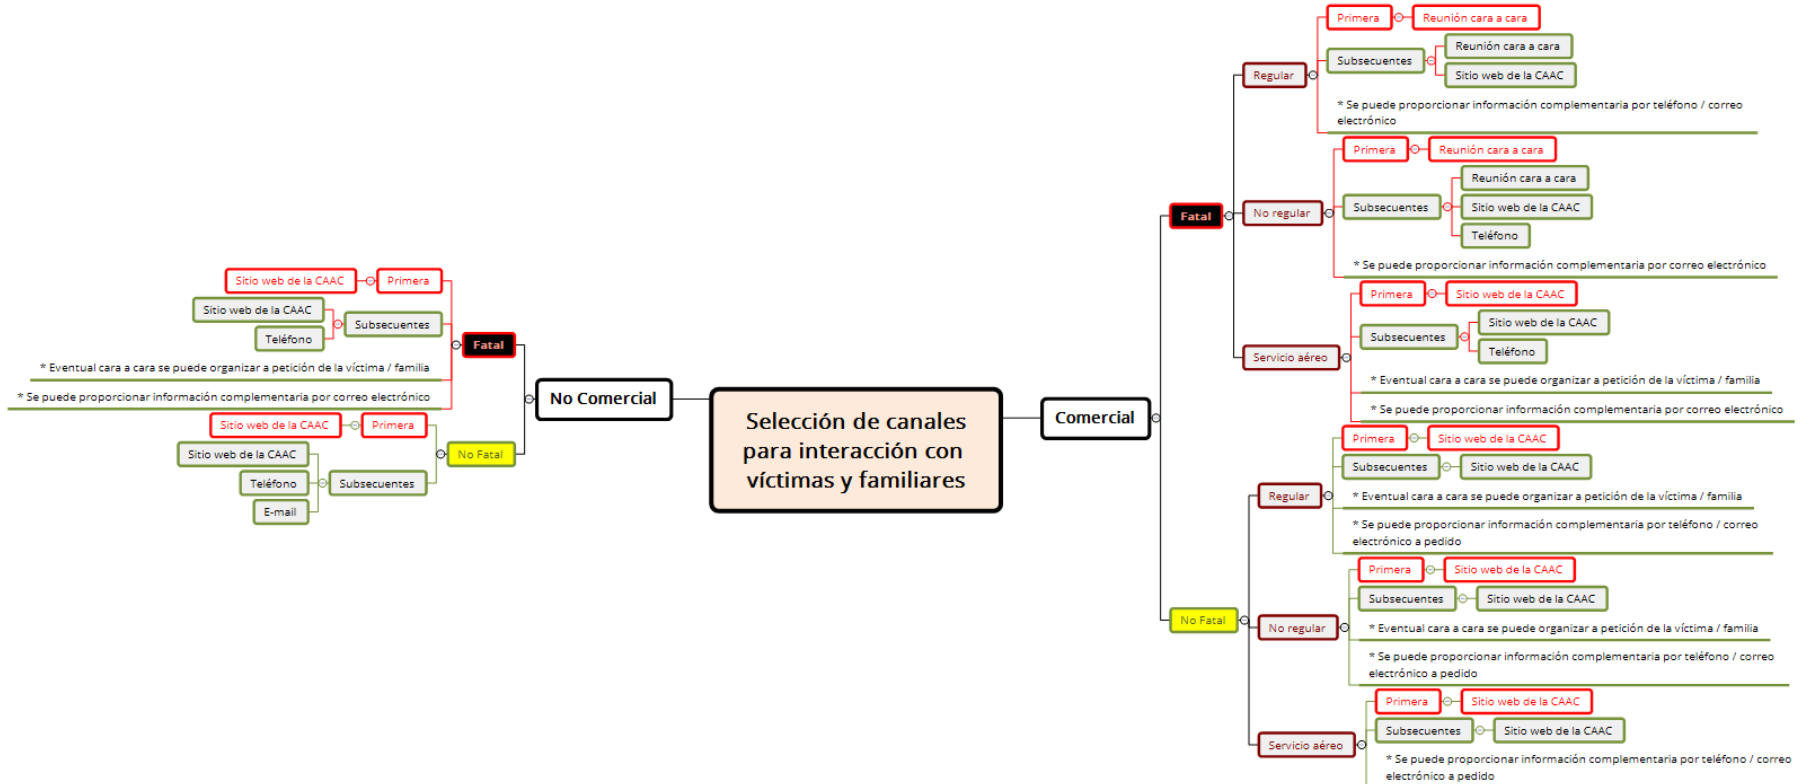 Selección de canales
para interacción con
víctimas y familiares
No Comercial
Fatal
Primera
Sitio web de la CAAC
Subsecuentes
Sitio web de la CAAC
Teléfono
* Eventual cara a cara se puede organizar a petición de la víctima / familia
* Se puede proporcionar información complementaria por correo electrónico
No Fatal
Primera
Sitio web de la CAAC
Subsecuentes
Sitio web de la CAAC
Teléfono
E-mail
Comercial
Fatal
Regular
Primera
Reunión cara a cara
Subsecuentes
Reunión cara a cara
Sitio web de la CAAC
* Se puede proporcionar información complementaria por teléfono / correo
electrónico
No regular
Primera
Reunión cara a cara
Subsecuentes
Reunión cara a cara
Sitio web de la CAAC
Teléfono
* Se puede proporcionar información complementaria por correo electrónico
Servicio aéreo
Primera
Sitio web de la CAAC
Subsecuentes
Sitio web de la CAAC
Teléfono
* Eventual cara a cara se puede organizar a petición de la víctima / familia
* Se puede proporcionar información complementaria por correo electrónico
No Fatal
Regular
Primera
Sitio web de la CAAC
Subsecuentes
Sitio web de la CAAC
* Eventual cara a cara se puede organizar a petición de la víctima / familia
* Se puede proporcionar información complementaria por teléfono / correo
electrónico a pedido
No regular
Primera
Sitio web de la CAAC
Subsecuentes
Sitio web de la CAAC
* Eventual cara a cara se puede organizar a petición de la víctima / familia
* Se puede proporcionar información complementaria por teléfono / correo
electrónico a pedido
Servicio aéreo
Primera
Sitio web de la CAAC
Subsecuentes
Sitio web de la CAAC
* Se puede proporcionar información complementaria por teléfono / correo
electrónico a pedido